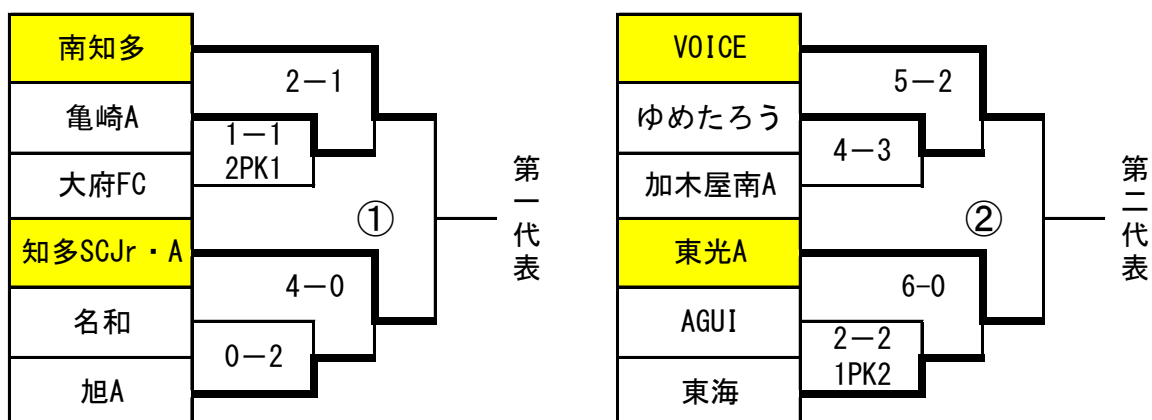 南知多
2－1
亀崎A
1－1
2PK1
大府FC
知多SCJr・A
①
4－0
名和
0－2
旭A
第一代表
VOICE
5－2
ゆめたろう
4－3
加木屋南A
東光A
②
6-0
AGUI
2－2
1PK2
東海
第二代表